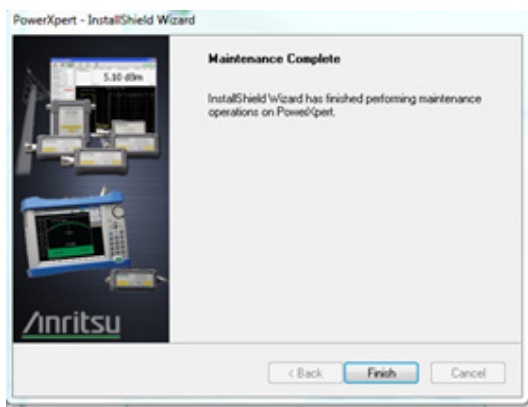 PowerXpert - InstallShield Wizard
5.10 dBm
Maintenance Complete
InstallShield Wizard has finished performing maintenance
operations on PowerXpert.
Anritsu
< Back
Finish
Cancel